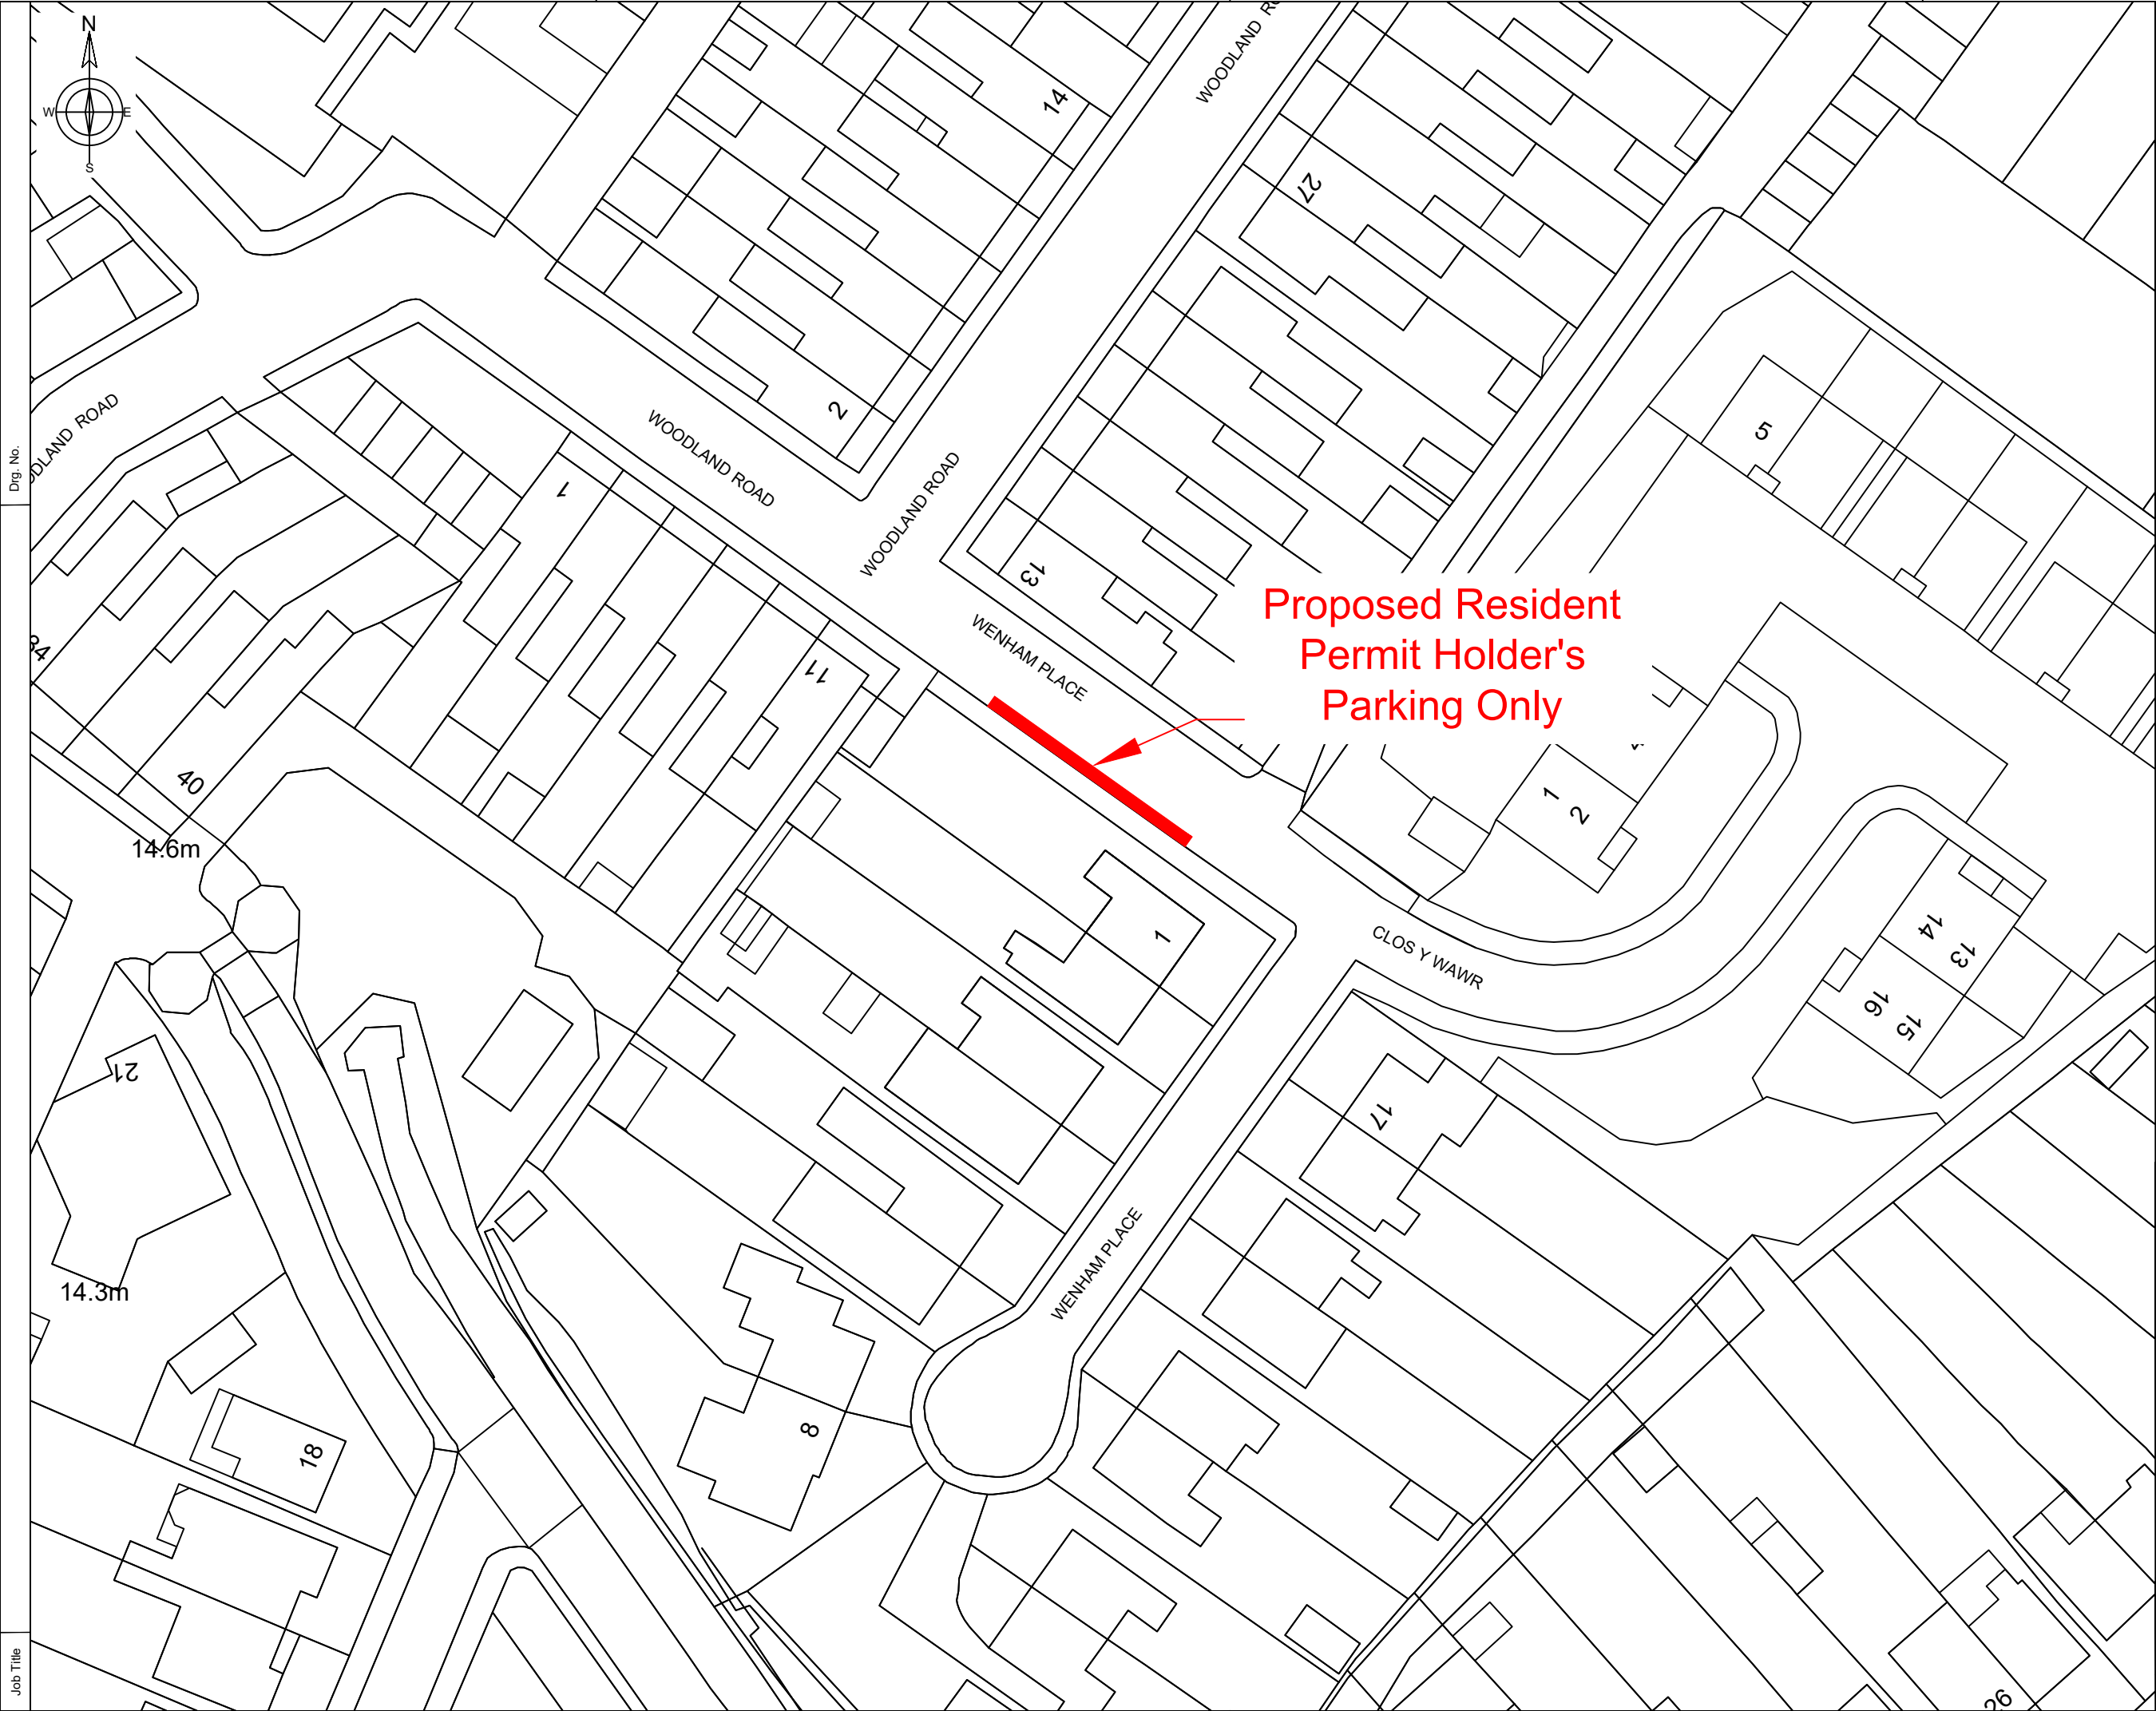 N
W
E
S
14
WOODLAND
27
WOODLAND ROAD
2
WOODLAND ROAD
ROAD
5
Drg. No.
1
WOODLAND ROAD
13
Proposed Resident
Permit Holder's
Parking Only
WENHAM PLACE
11
40
14.6m
1
2
1
CLOS Y WAWR
14
13
16
15
21
17
14.3m
WENHAM PLACE
8
18
Job Title
26